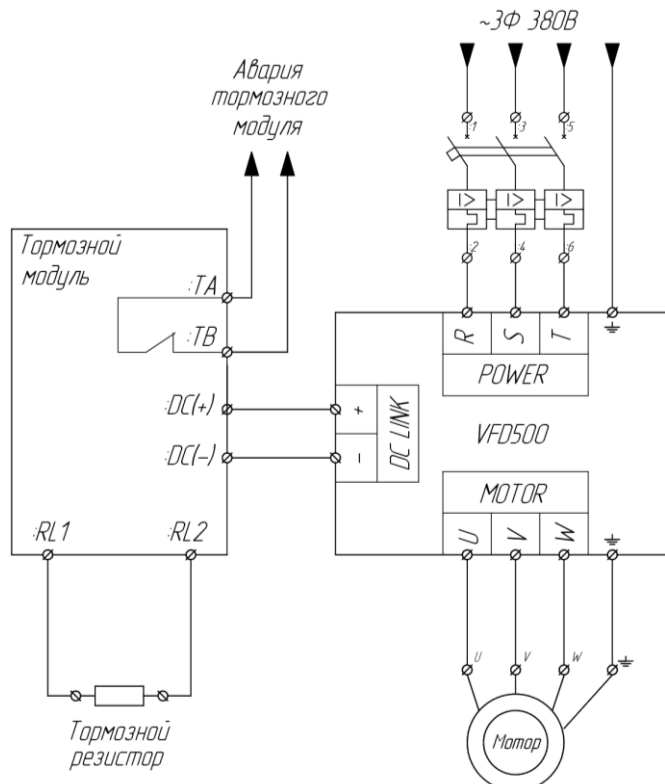 ~3Ф 380В
Авария
тормозного
модуля
:1
:3
:5
I>
I>
I>
:2
:4
:6
Тормозной
модуль
:TA
:TB
:DC(+)
:DC(-)
:RL1
:RL2
R
S
T
POWER
+
-
DC LINK
VFD500
MOTOR
U
V
W
U
V
W
Мотор
Тормозной
резистор